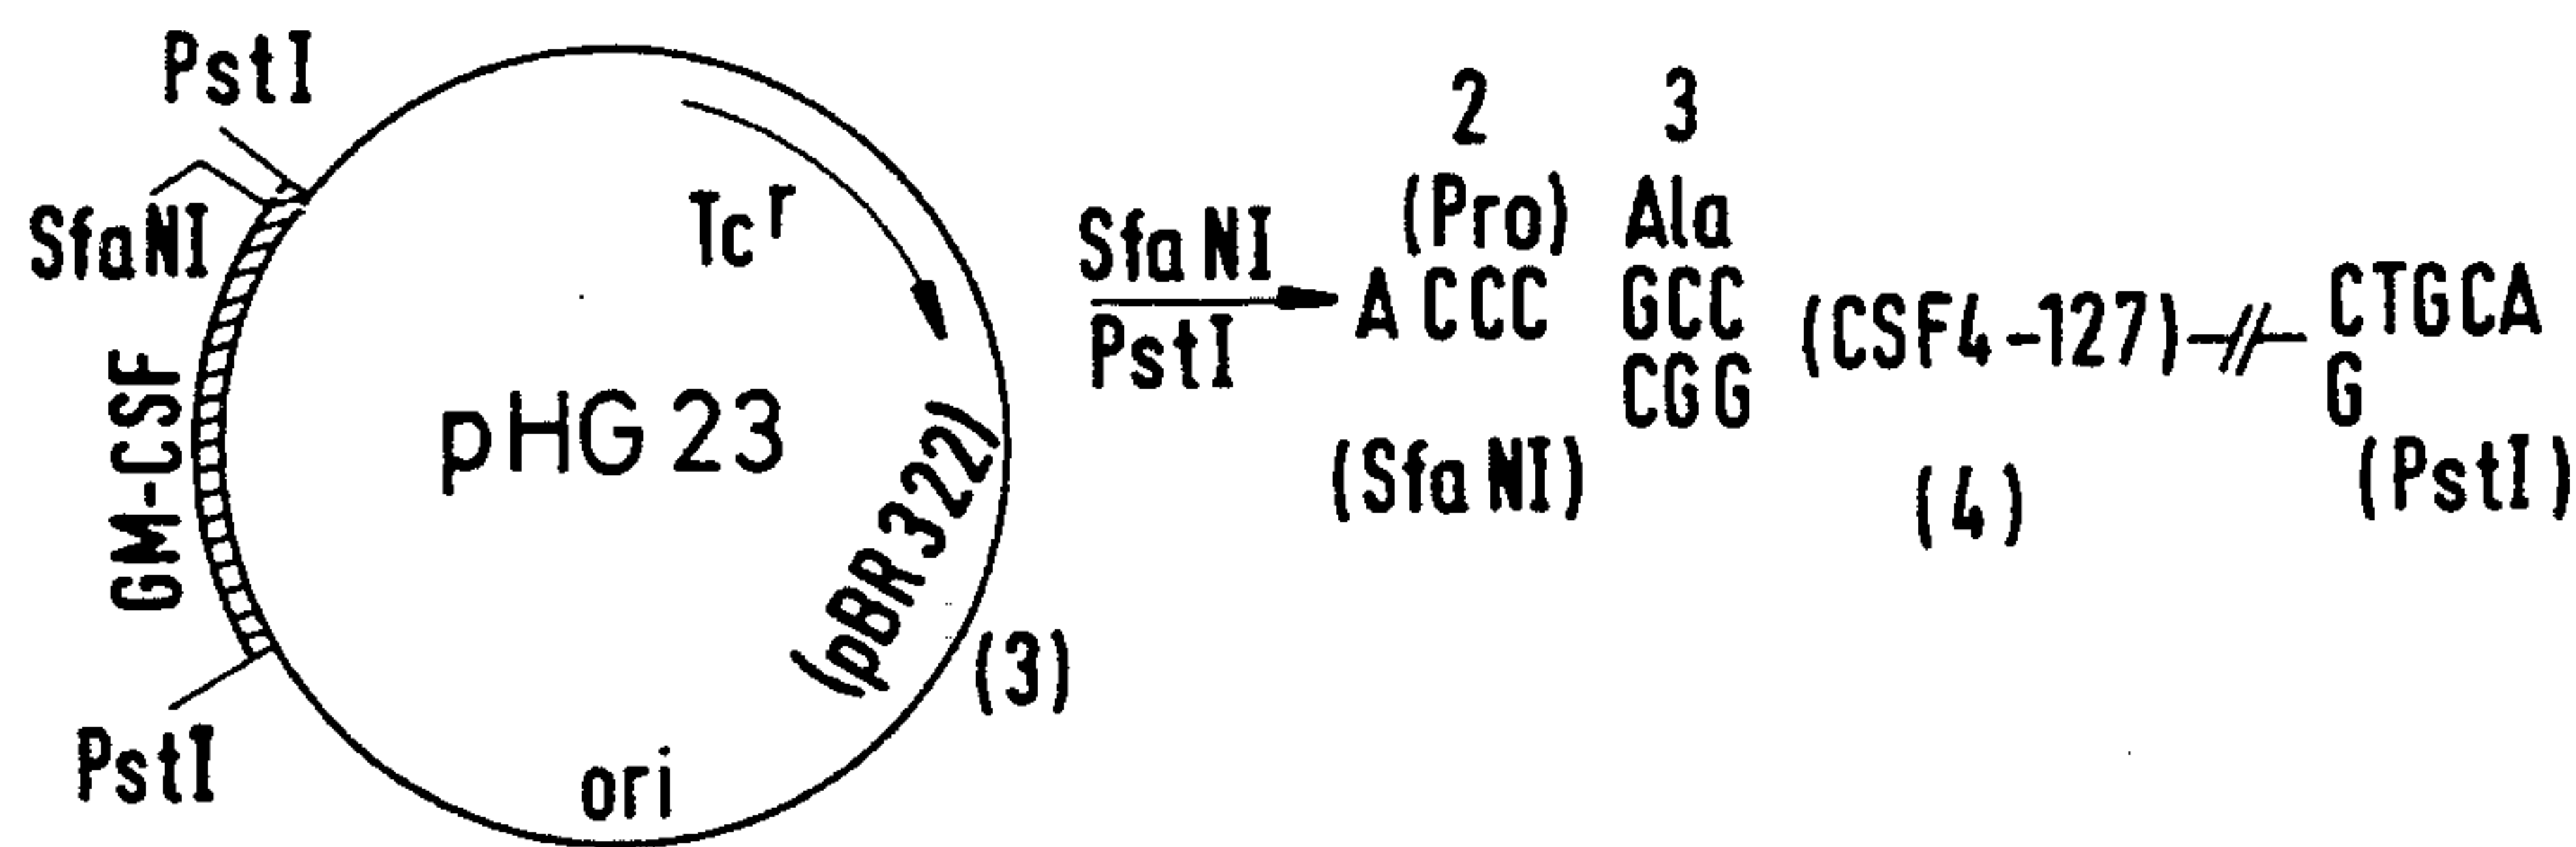 PstI
SfaNI
GM-CSF
PstI
Tcr
pHG 23
(pBR322)
(3)
ori
SfaNI
PstI
2 3
(Pro) Ala
A CCC GCC (CSF4-127) CTGCA
CGG G
(SfaNI) (4) (PstI)